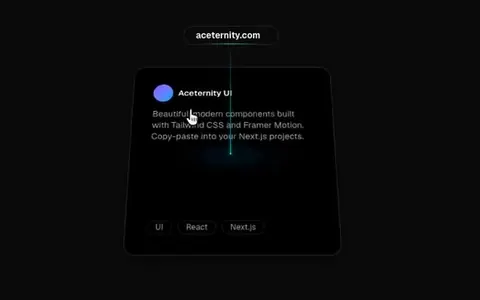 aceternity.com
Aceternity UI
Beautiful modern components built
with Tailwind CSS and Framer Motion.
Copy-paste into your Next.js projects.
UI
React
Next.js